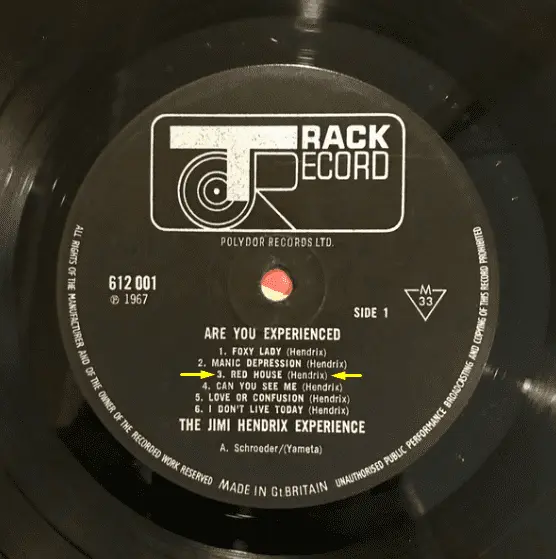 TRACK
RECORD
POLYDOR RECORDS LTD.
612 001
℗ 1967
SIDE 1
M
33
ARE YOU EXPERIENCED
1. FOXY LADY (Hendrix)
2. MANIC DEPRESSION (Hendrix)
3. RED HOUSE (Hendrix)
4. CAN YOU SEE ME (Hendrix)
5. LOVE OR CONFUSION (Hendrix)
6. I DON'T LIVE TODAY (Hendrix)
THE JIMI HENDRIX EXPERIENCE
A. Schroeder/(Yameta)
ALL RIGHTS OF THE MANUFACTURER AND OF THE OWNER OF THE RECORDED WORK RESERVED
MADE IN Gt.BRITAIN
UNAUTHORISED PUBLIC PERFORMANCE BROADCASTING AND COPYING OF THIS RECORD PROHIBITED